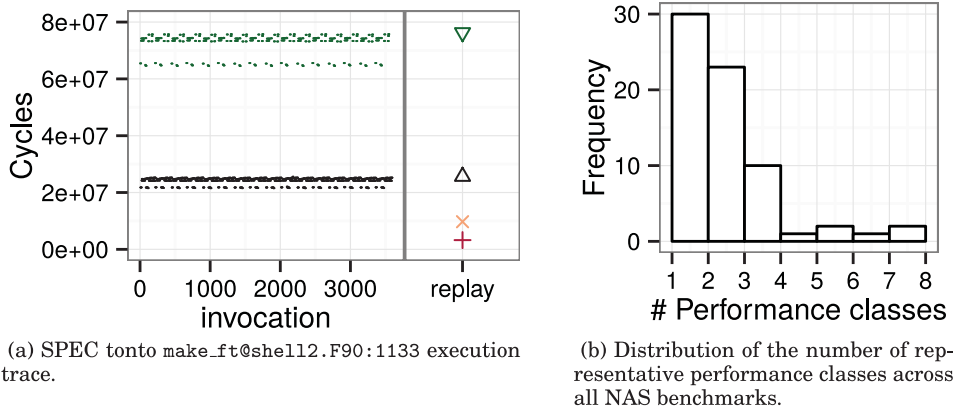 8e+07
6e+07
4e+07
2e+07
0e+00
Cycles
0 1000 2000 3000 replay
invocation
(a) SPEC tonto make_ft@shell2.F90:1133 execution
trace.
30
20
10
0
Frequency
1 2 3 4 5 6 7 8
# Performance classes
(b) Distribution of the number of rep-
resentative performance classes across
all NAS benchmarks.